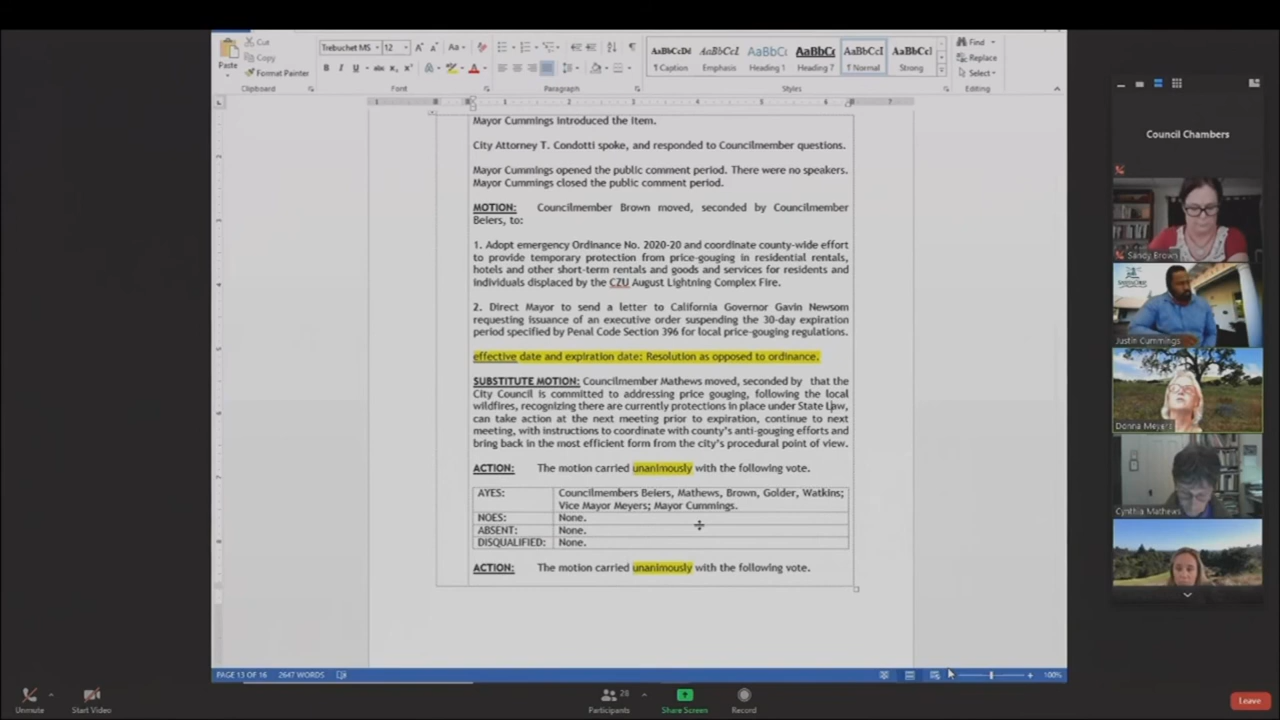 Cut
Copy
Paste
Format Painter
Clipboard
Trebuchet MS
12
Font
Paragraph
AaBbCcDd
AaBbCcI
AaBbC
AaBbCc
AaBbCcI
AaBbCcl
¶ Caption
Emphasis
Heading 1
Heading 7
¶ Normal
Strong
Styles
Find
Replace
Select
Editing
Mayor Cummings introduced the item.
City Attorney T. Condotti spoke, and responded to Councilmember questions.
Mayor Cummings opened the public comment period. There were no speakers.
Mayor Cummings closed the public comment period.
MOTION: Councilmember Brown moved, seconded by Councilmember
Beiers, to:
1. Adopt emergency Ordinance No. 2020-20 and coordinate county-wide effort
to provide temporary protection from price-gouging in residential rentals,
hotels and other short-term rentals and goods and services for residents and
individuals displaced by the CZU August Lightning Complex Fire.
2. Direct Mayor to send a letter to California Governor Gavin Newsom
requesting issuance of an executive order suspending the 30-day expiration
period specified by Penal Code Section 396 for local price-gouging regulations.
effective date and expiration date: Resolution as opposed to ordinance.
SUBSTITUTE MOTION: Councilmember Mathews moved, seconded by that the
City Council is committed to addressing price gouging, following the local
wildfires, recognizing there are currently protections in place under State Law,
can take action at the next meeting prior to expiration, continue to next
meeting, with instructions to coordinate with county's anti-gouging efforts and
bring back in the most efficient form from the city's procedural point of view.
ACTION: The motion carried unanimously with the following vote.
AYES: Councilmembers Beiers, Mathews, Brown, Golder, Watkins;
Vice Mayor Meyers; Mayor Cummings.
NOES: None.
ABSENT: None.
DISQUALIFIED: None.
ACTION: The motion carried unanimously with the following vote.
PAGE 13 OF 16 2647 WORDS
100%
Council Chambers
Sandy Brown
Justin Cummings
Donna Meyers
Cynthia Mathews
Unmute
Start Video
Participants
28
Share Screen
Record
Leave